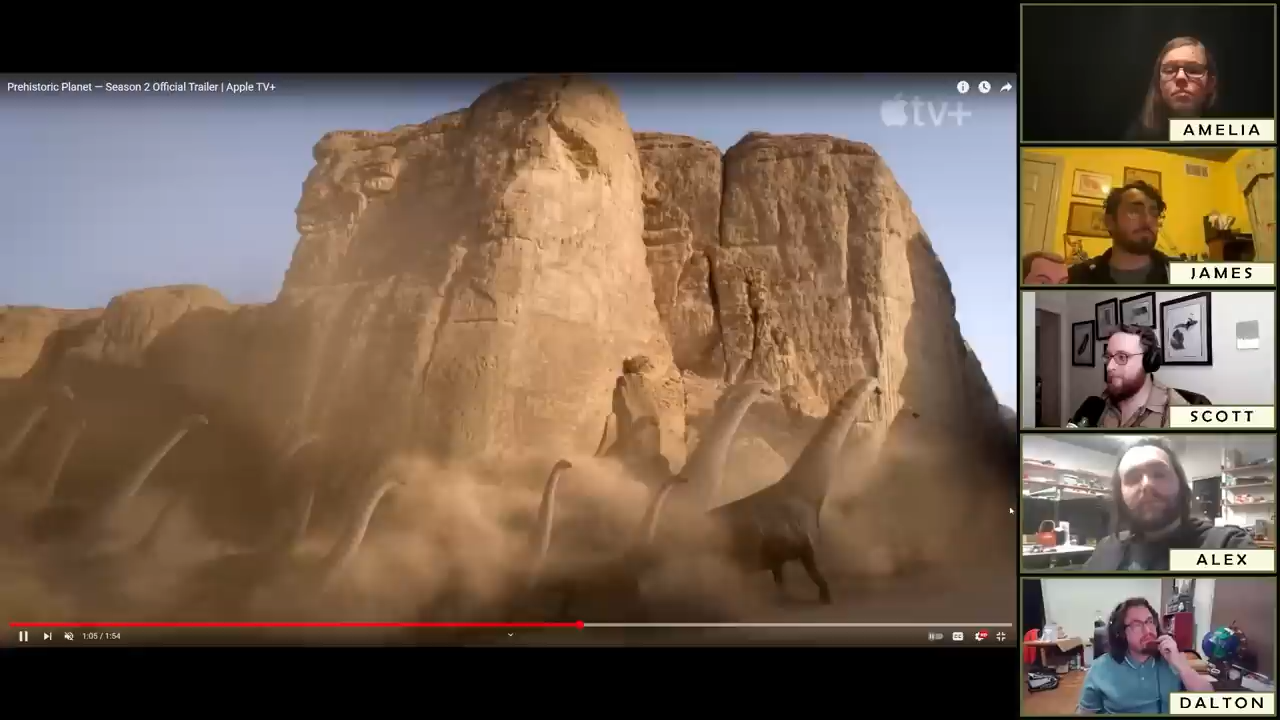 Prehistoric Planet — Season 2 Official Trailer | Apple TV+
tv+
1:05 / 1:54
AMELIA
JAMES
SCOTT
ALEX
DALTON